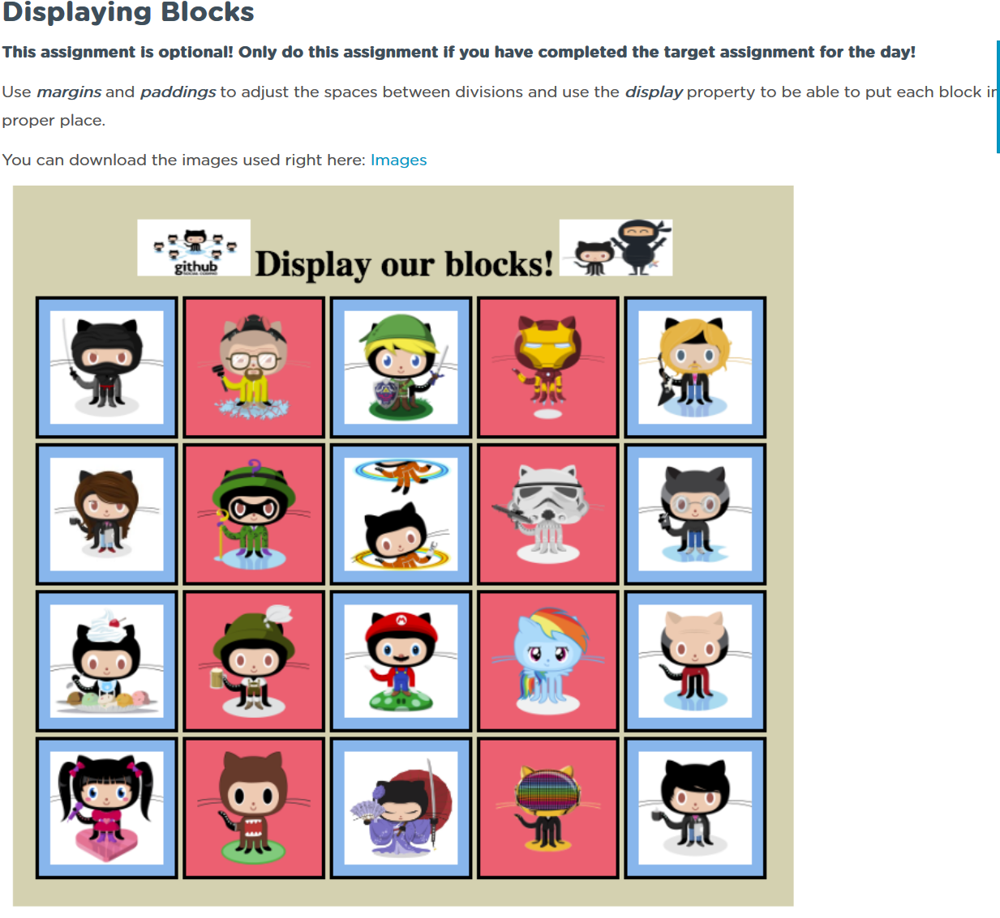 Displaying Blocks
This assignment is optional! Only do this assignment if you have completed the target assignment for the day!
Use margins and paddings to adjust the spaces between divisions and use the display property to be able to put each block in
proper place.
You can download the images used right here: Images
github
SOCIAL CODING
Display our blocks!